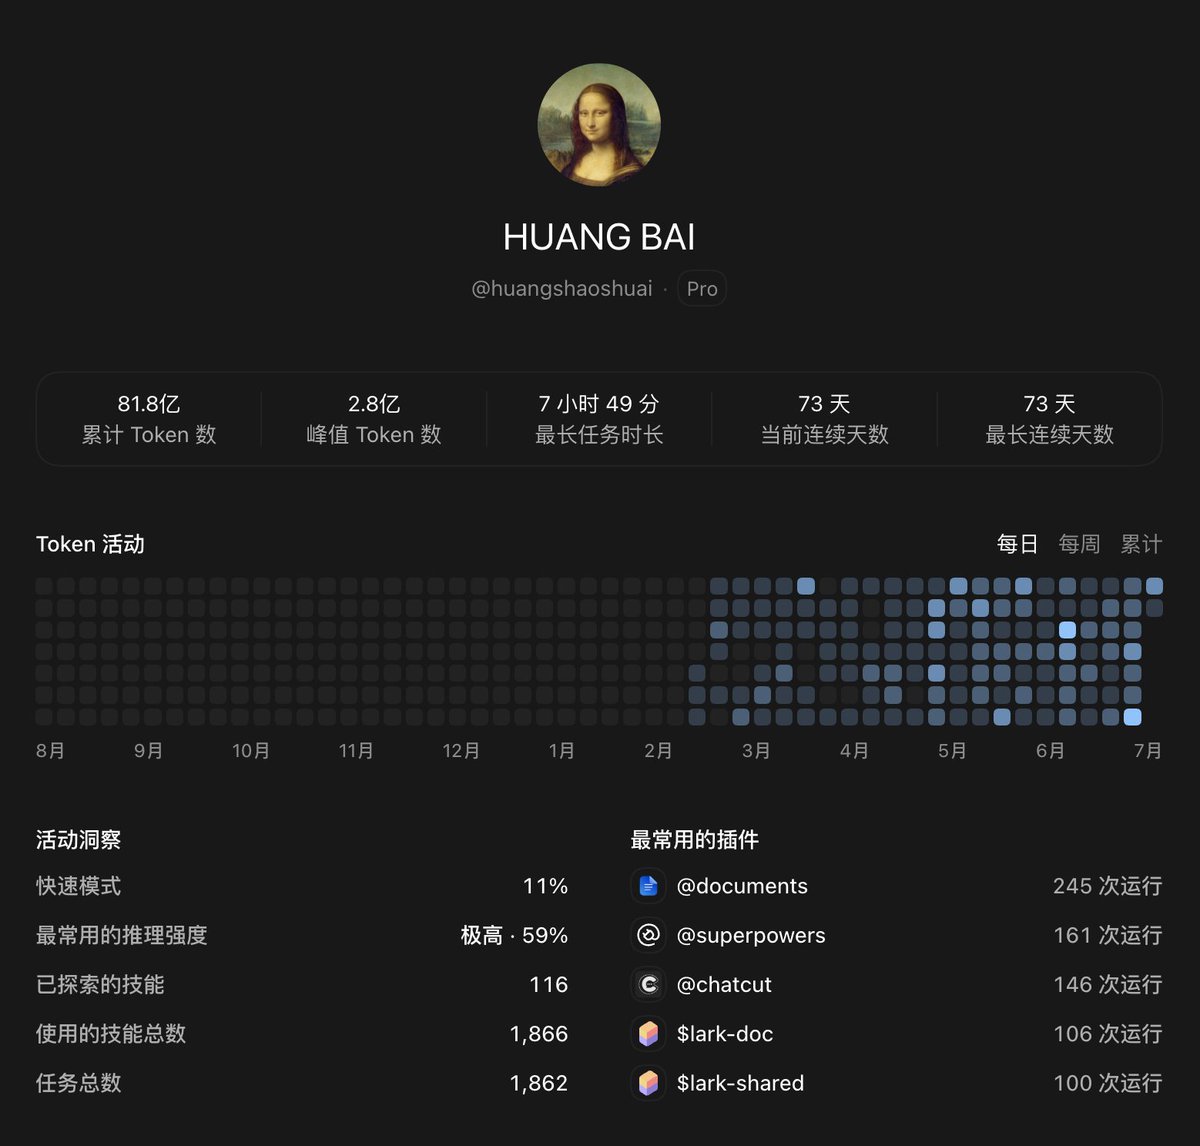 HUANG BAI
@huangshaoshuai · Pro
81.8亿
累计 Token 数
2.8亿
峰值 Token 数
7 小时 49 分
最长任务时长
73 天
当前连续天数
73 天
最长连续天数
Token 活动
每日 每周 累计
8月 9月 10月 11月 12月 1月 2月 3月 4月 5月 6月 7月
活动洞察
快速模式 11%
最常用的推理强度 极高 · 59%
已探索的技能 116
使用的技能总数 1,866
任务总数 1,862
最常用的插件
@documents 245 次运行
@superpowers 161 次运行
@chatcut 146 次运行
$lark-doc 106 次运行
$lark-shared 100 次运行